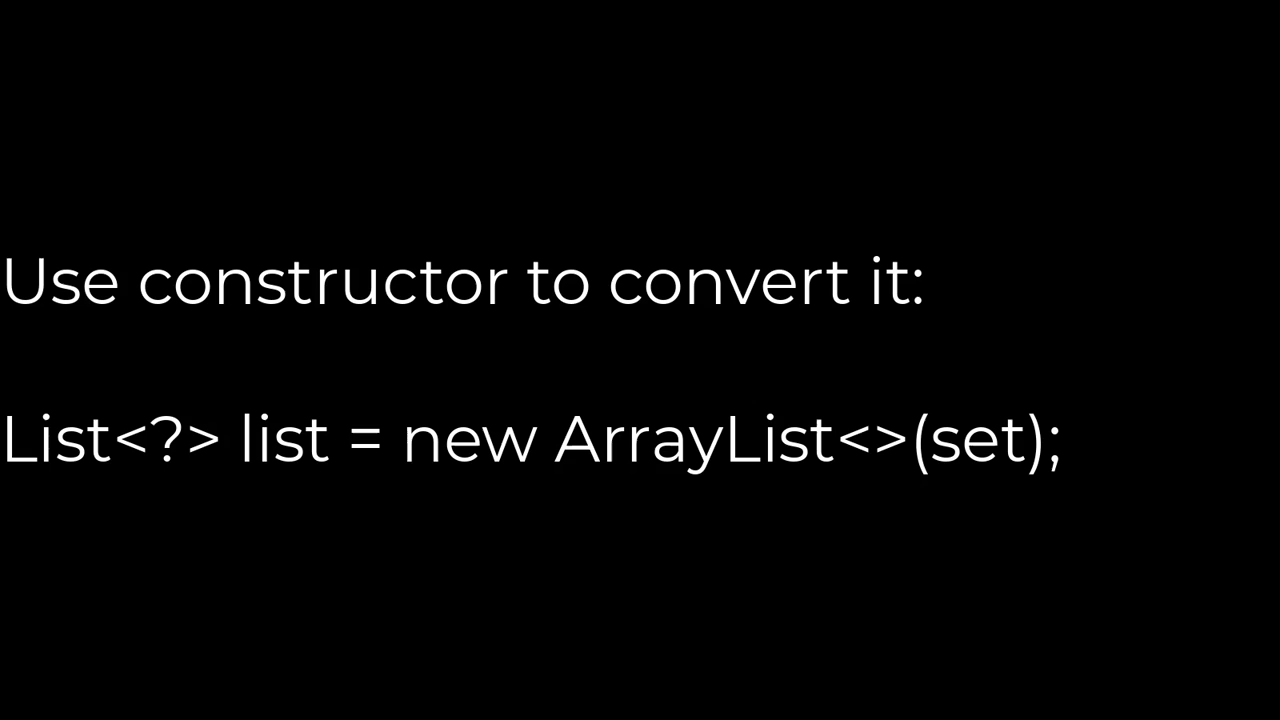 Use constructor to convert it:
List<?> list = new ArrayList<>(set);